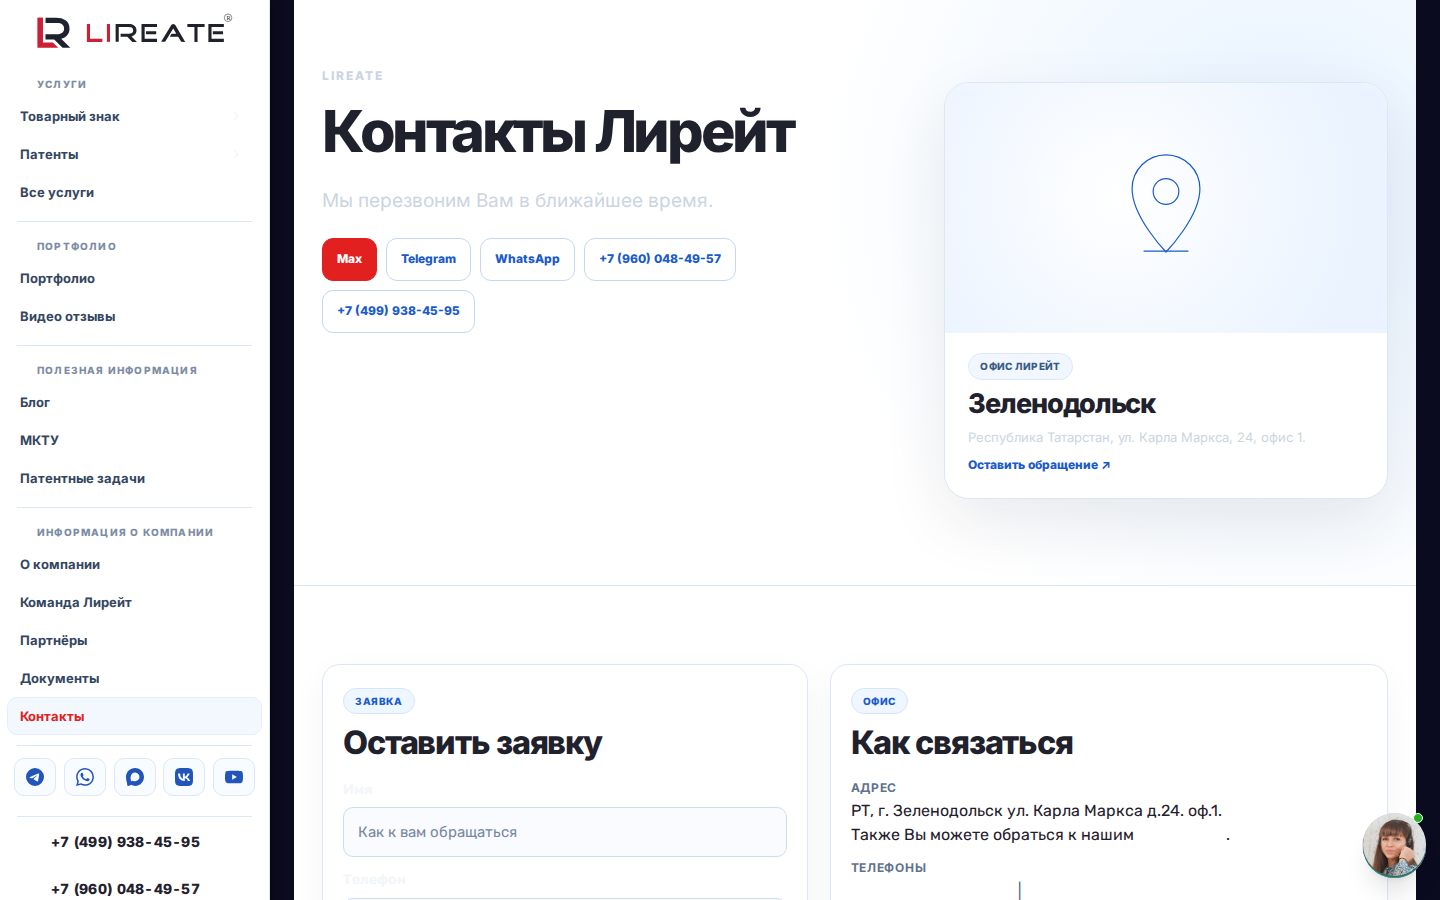 LIREATE®
УСЛУГИ
Товарный знак
Патенты
Все услуги
ПОРТФОЛИО
Портфолио
Видео отзывы
ПОЛЕЗНАЯ ИНФОРМАЦИЯ
Блог
МКТУ
Патентные задачи
ИНФОРМАЦИЯ О КОМПАНИИ
О компании
Команда Лирейт
Партнёры
Документы
Контакты
+7 (499) 938-45-95
+7 (960) 048-49-57
LIREATE
Контакты Лирейт
Мы перезвоним Вам в ближайшее время.
Max
Telegram
WhatsApp
+7 (960) 048-49-57
+7 (499) 938-45-95
ОФИС ЛИРЕЙТ
Зеленодольск
Республика Татарстан, ул. Карла Маркса, 24, офис 1.
Оставить обращение ↗
ЗАЯВКА
Оставить заявку
Имя
Как к вам обращаться
Телефон
ОФИС
Как связаться
АДРЕС
РТ, г. Зеленодольск ул. Карла Маркса д.24. оф.1.
Также Вы можете обраться к нашим .
ТЕЛЕФОНЫ